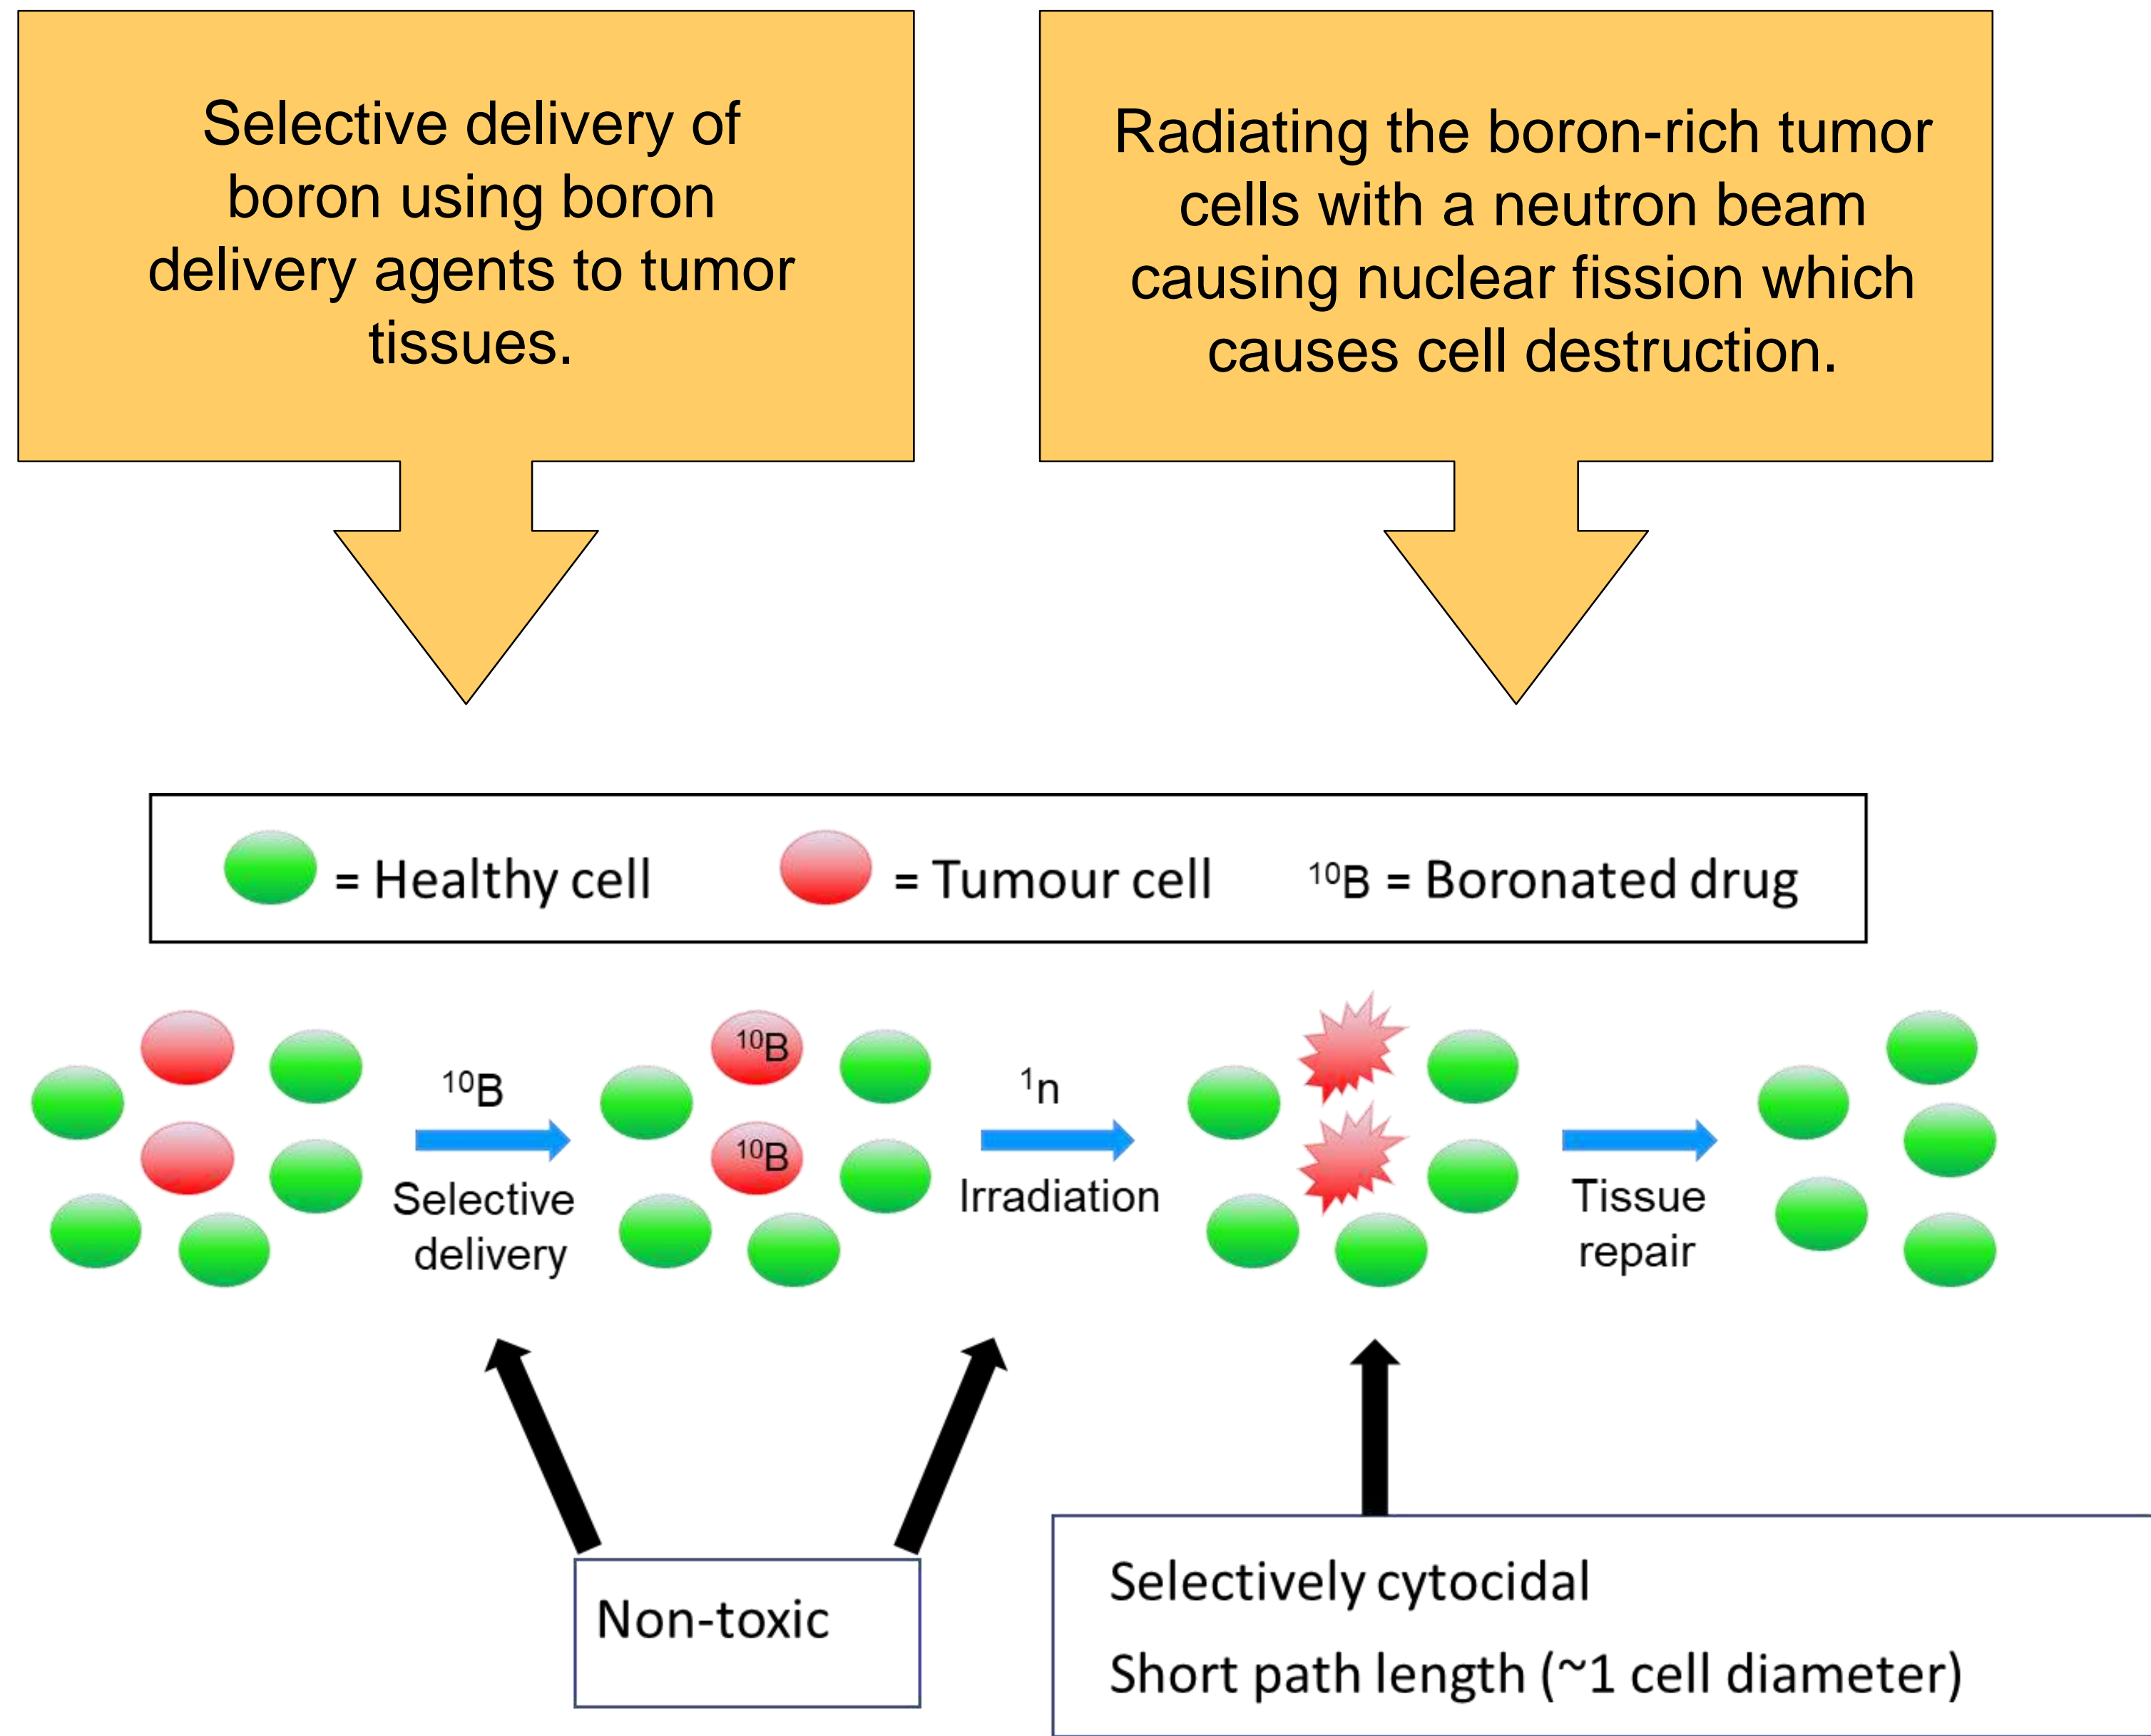 Selective delivery of
boron using boron
delivery agents to tumor
tissues.
Radiating the boron-rich tumor
cells with a neutron beam
causing nuclear fission which
causes cell destruction.
= Healthy cell
= Tumour cell
¹⁰B = Boronated drug
¹⁰B
Selective
delivery
¹⁰B
¹⁰B
¹n
Irradiation
Tissue
repair
Non-toxic
Selectively cytocidal
Short path length (~1 cell diameter)